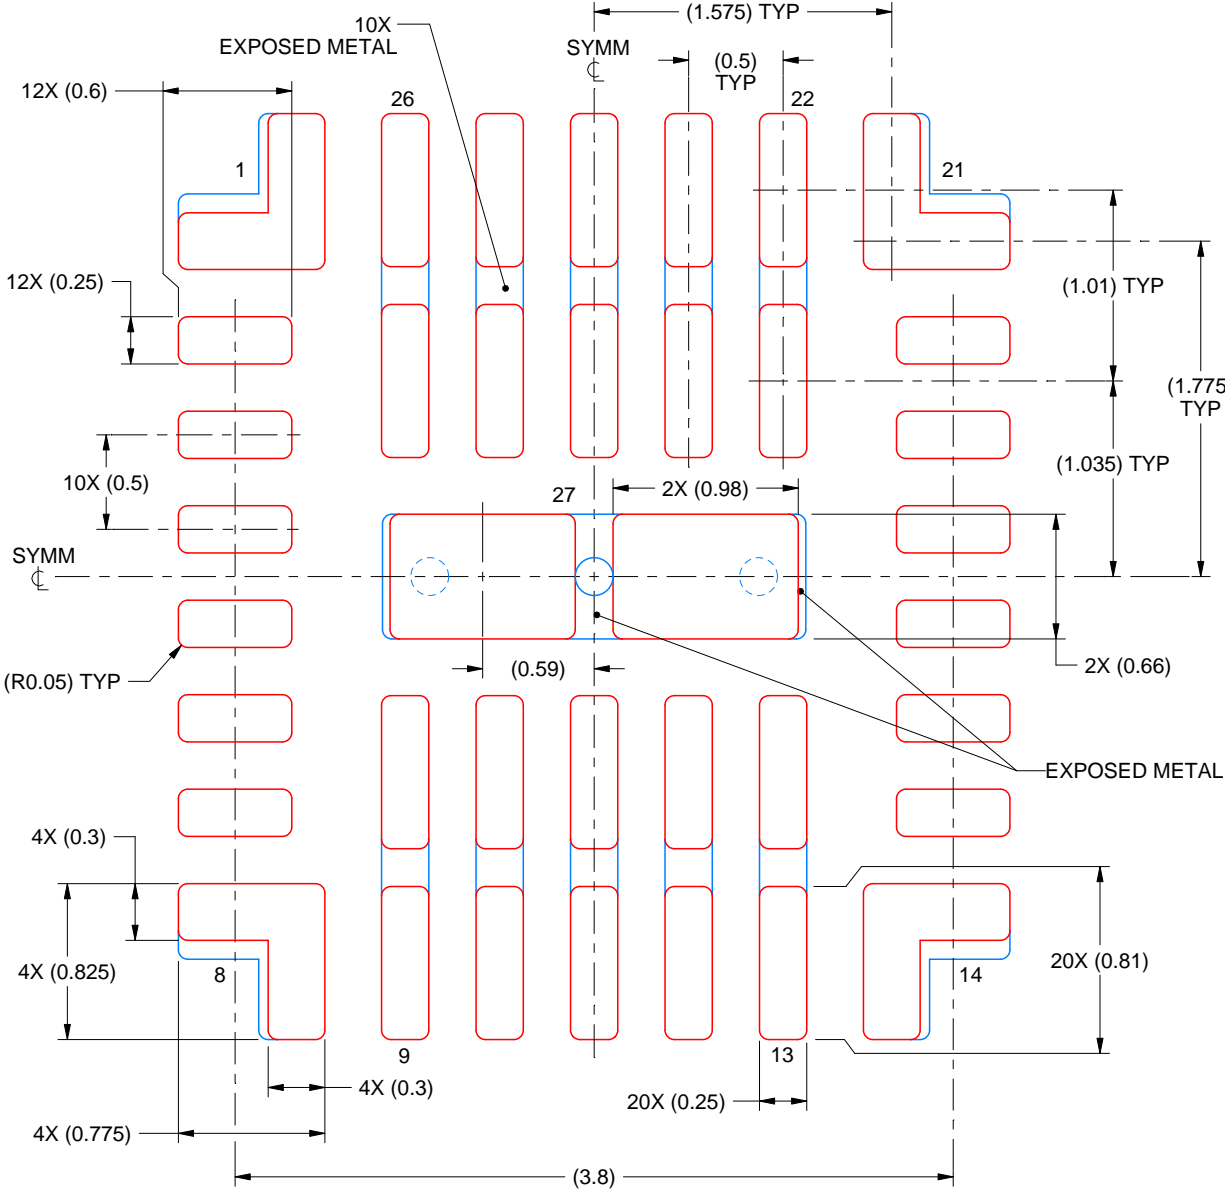 (1.575) TYP
10X
EXPOSED METAL
SYMM
(0.5)
TYP
12X (0.6)
26
22
1
21
12X (0.25)
(1.01) TYP
(1.775
TYP
(1.035) TYP
10X (0.5)
27
2X (0.98)
SYMM
(R0.05) TYP
(0.59)
2X (0.66)
EXPOSED METAL
4X (0.3)
4X (0.825)
8
14
20X (0.81)
9
13
4X (0.3)
20X (0.25)
4X (0.775)
(3.8)